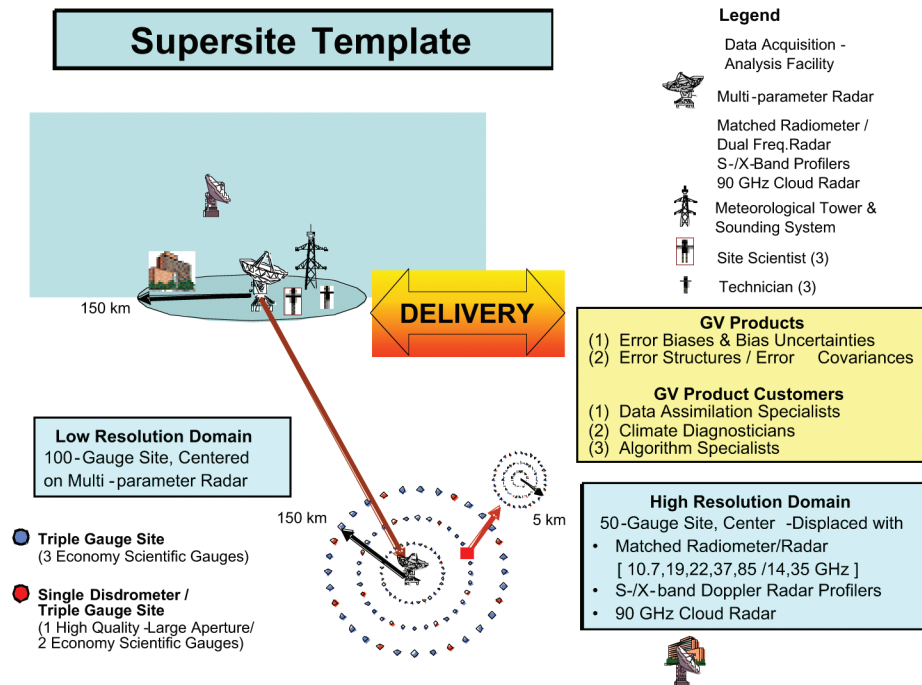 Supersite Template
Legend
Data Acquisition -
Analysis Facility
Multi-parameter Radar
Matched Radiometer /
Dual Freq.Radar
S-/X-Band Profilers
90 GHz Cloud Radar
Meteorological Tower &
Sounding System
Site Scientist (3)
Technician (3)
150 km
DELIVERY
GV Products
(1) Error Biases & Bias Uncertainties
(2) Error Structures / Error Covariances
GV Product Customers
(1) Data Assimilation Specialists
(2) Climate Diagnosticians
(3) Algorithm Specialists
Low Resolution Domain
100-Gauge Site, Centered
on Multi-parameter Radar
150 km
5 km
High Resolution Domain
50-Gauge Site, Center -Displaced with
• Matched Radiometer/Radar
[ 10.7,19,22,37,85 /14,35 GHz ]
• S-/X-band Doppler Radar Profilers
• 90 GHz Cloud Radar
Triple Gauge Site
(3 Economy Scientific Gauges)
Single Disdrometer /
Triple Gauge Site
(1 High Quality -Large Aperture/
2 Economy Scientific Gauges)